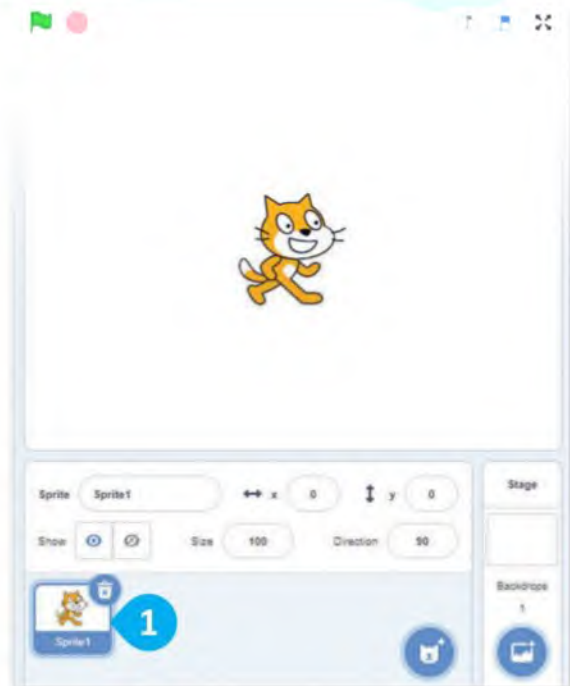 Sprite Sprite1 x 0 y 0
Stage
Show Size 100 Direction 90
Backdrops
1
Sprite1
1